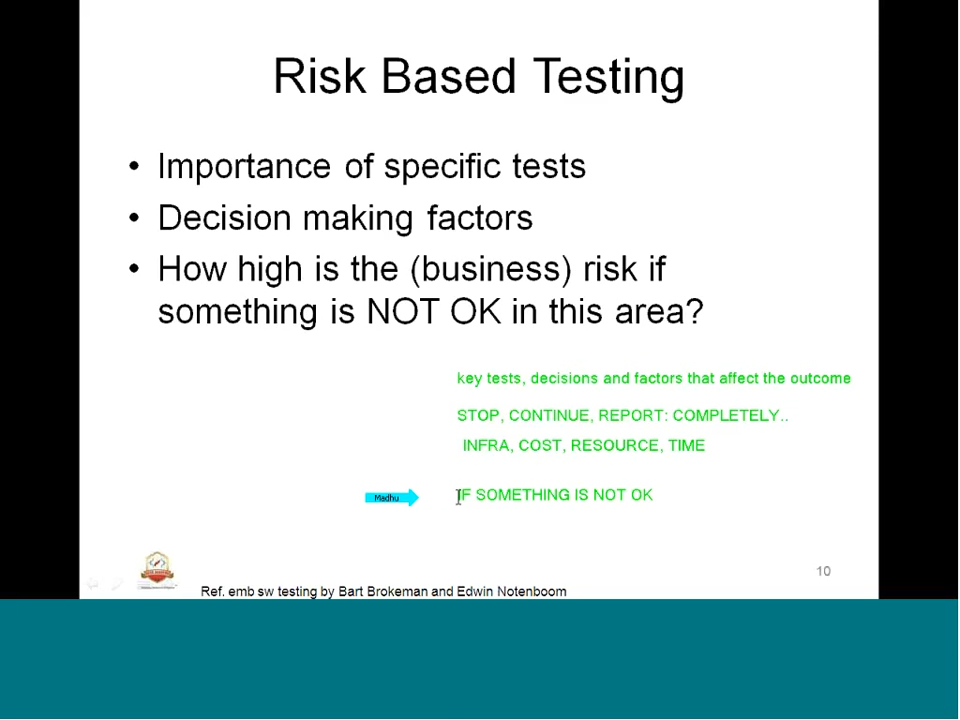 Risk Based Testing
• Importance of specific tests
• Decision making factors
• How high is the (business) risk if
something is NOT OK in this area?
key tests, decisions and factors that affect the outcome
STOP, CONTINUE, REPORT: COMPLETELY..
INFRA, COST, RESOURCE, TIME
Madhu
IF SOMETHING IS NOT OK
10
Ref. emb sw testing by Bart Brokeman and Edwin Notenboom